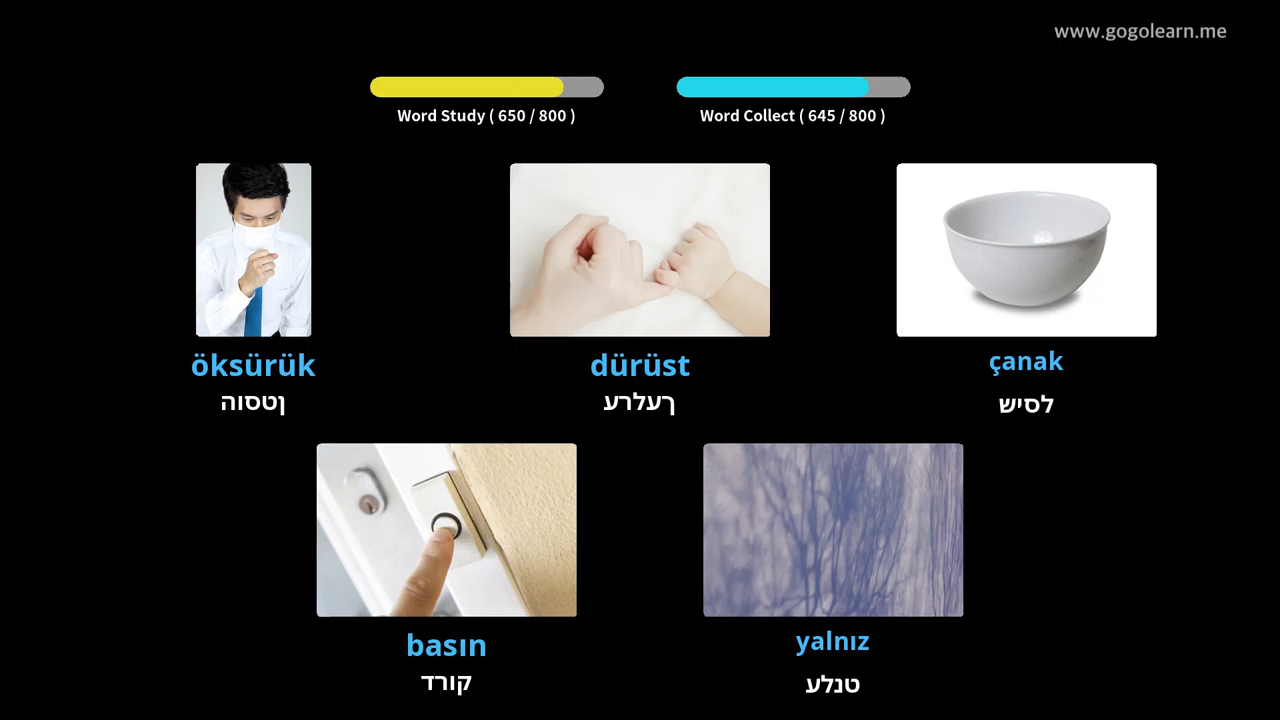 www.gogolearn.me
Word Study ( 650 / 800 )
Word Collect ( 645 / 800 )
öksürük
ןטסוה
dürüst
ךעלרע
çanak
לסיש
basın
קורד
yalnız
טנלע